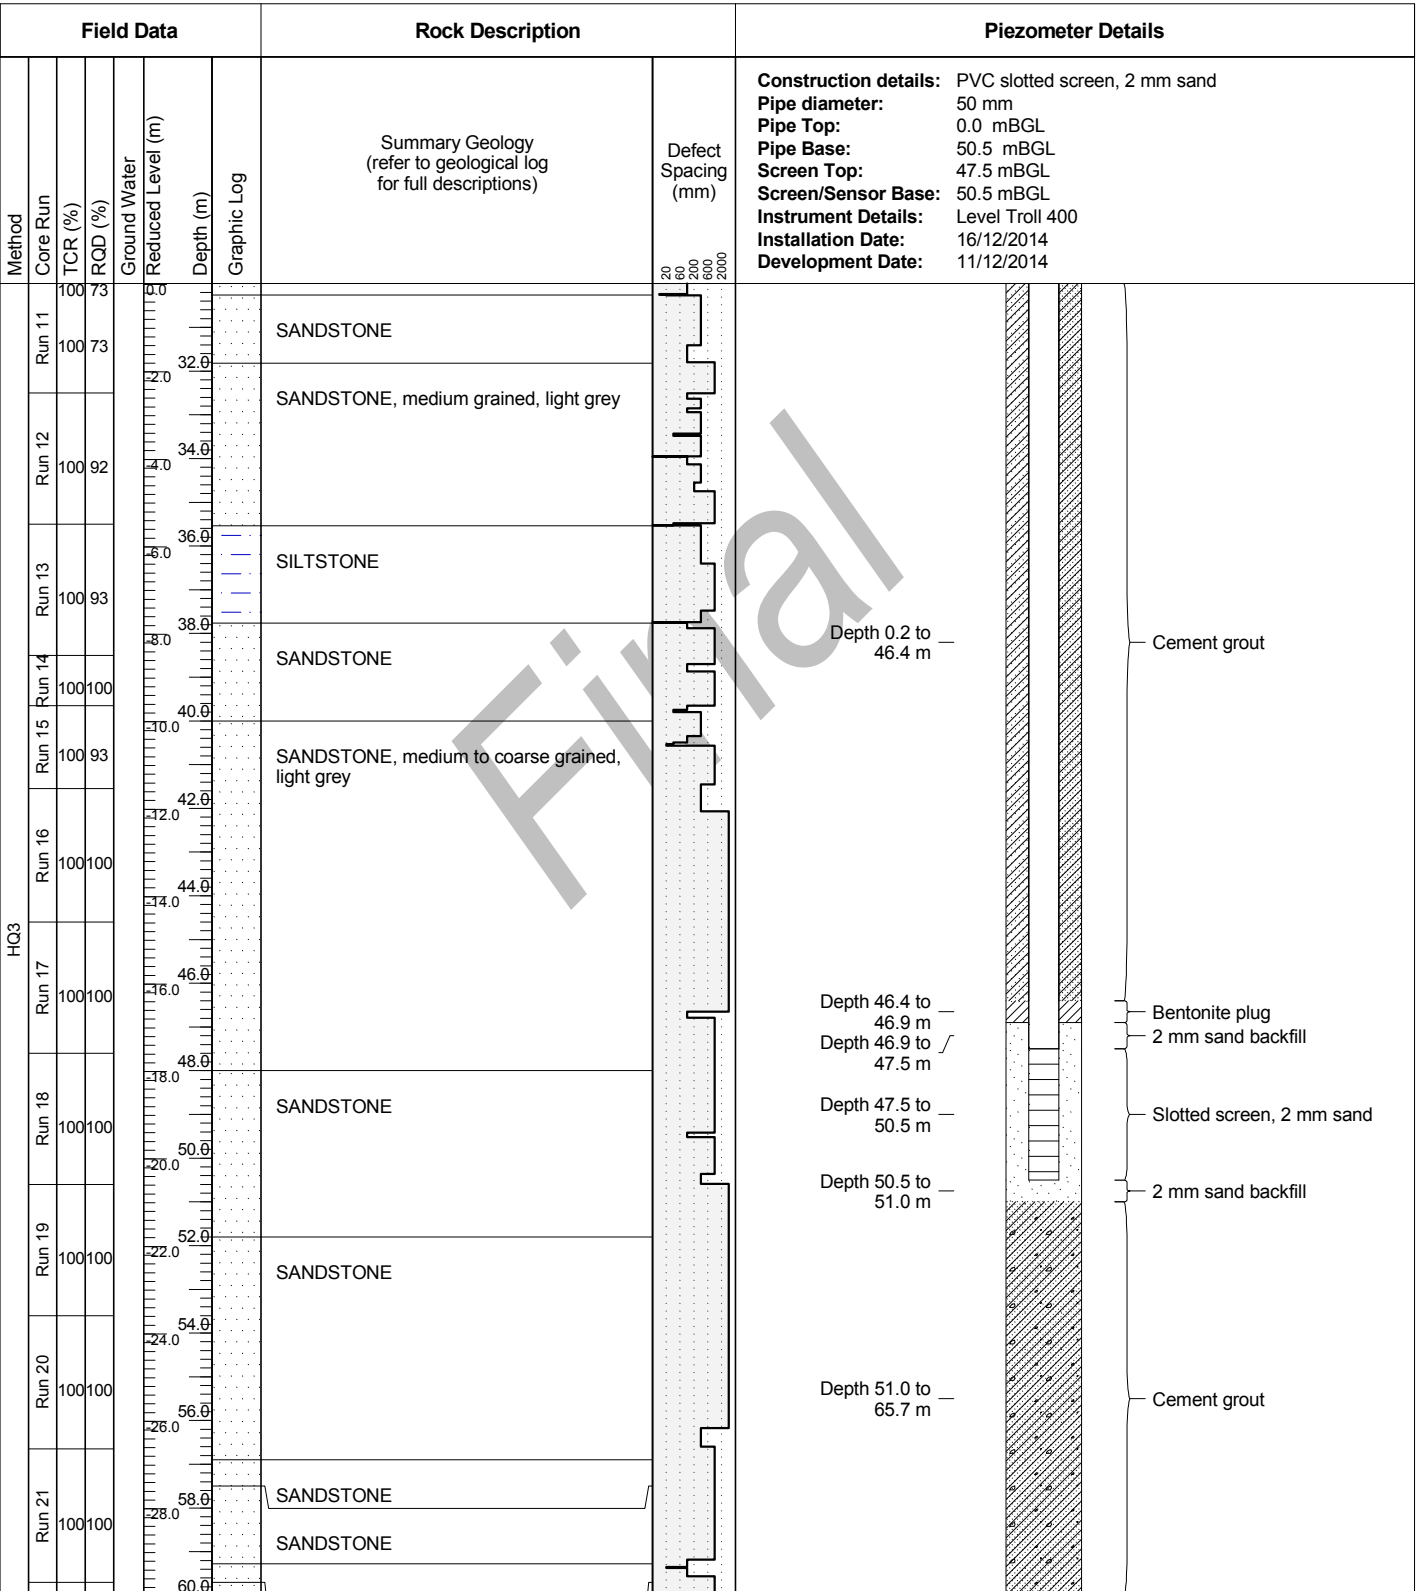 Field Data
Rock Description
Piezometer Details
Method
Core Run
TCR (%)
RQD (%)
Ground Water
Reduced Level (m)
Depth (m)
Graphic Log
Summary Geology
(refer to geological log
for full descriptions)
Defect
Spacing
(mm)
20
60
200
600
2000
Construction details: PVC slotted screen, 2 mm sand
Pipe diameter: 50 mm
Pipe Top: 0.0 mBGL
Pipe Base: 50.5 mBGL
Screen Top: 47.5 mBGL
Screen/Sensor Base: 50.5 mBGL
Instrument Details: Level Troll 400
Installation Date: 16/12/2014
Development Date: 11/12/2014
HQ3
100 73
0.0
Run 11
100 73
SANDSTONE
32.0
-2.0
SANDSTONE, medium grained, light grey
Run 12
100 92
34.0
-4.0
36.0
-6.0
SILTSTONE
Run 13
100 93
38.0
-8.0
SANDSTONE
Run 14
100 100
40.0
-10.0
Run 15
100 93
SANDSTONE, medium to coarse grained,
light grey
42.0
-12.0
Run 16
100 100
44.0
-14.0
Run 17
100 100
46.0
-16.0
48.0
-18.0
Run 18
100 100
SANDSTONE
50.0
-20.0
Run 19
100 100
52.0
-22.0
SANDSTONE
54.0
-24.0
Run 20
100 100
56.0
-26.0
Run 21
100 100
SANDSTONE
58.0
-28.0
SANDSTONE
60.0
Final
Depth 0.2 to
46.4 m
Cement grout
Depth 46.4 to
46.9 m
Bentonite plug
Depth 46.9 to
47.5 m
2 mm sand backfill
Depth 47.5 to
50.5 m
Slotted screen, 2 mm sand
Depth 50.5 to
51.0 m
2 mm sand backfill
Depth 51.0 to
65.7 m
Cement grout